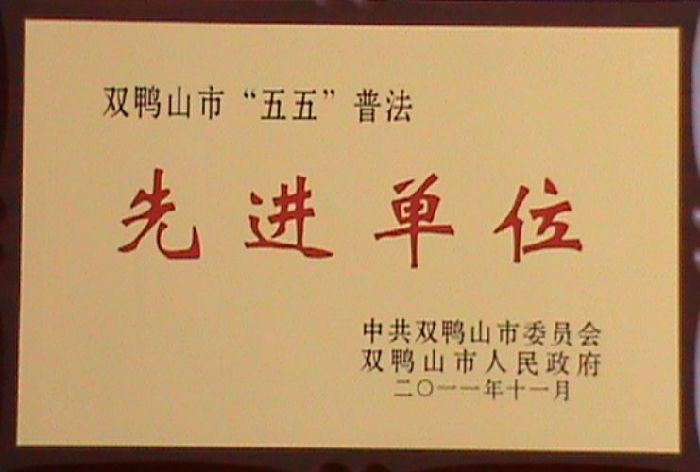 双鸭山市“五五”普法
先进单位
中共双鸭山市委员会
双鸭山市人民政府
二〇一一年十一月